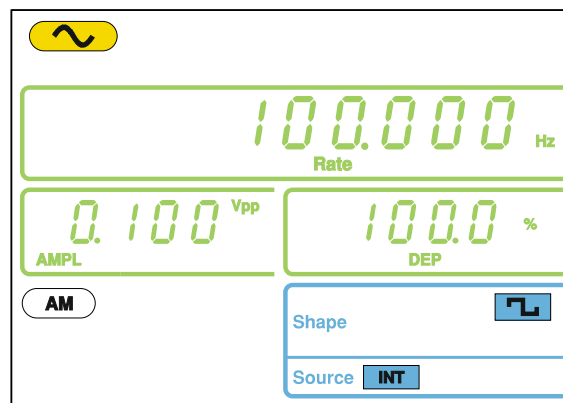 100.000 Hz
Rate
0.100 Vpp
AMPL
100.0 %
DEP
AM
Shape
Source INT